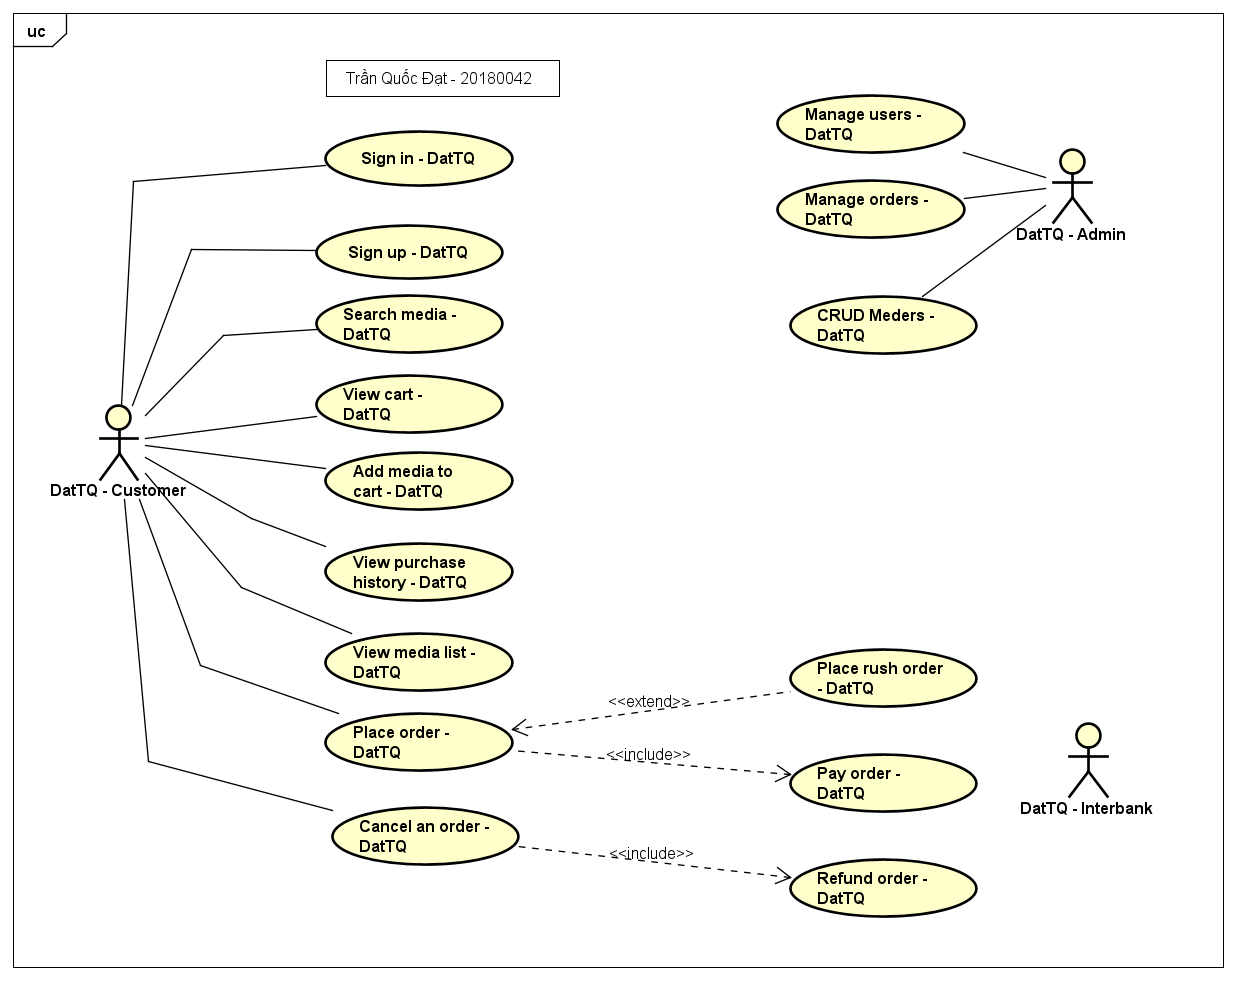 uc
Trần Quốc Đạt - 20180042
Sign in - DatTQ
Sign up - DatTQ
Search media -
DatTQ
View cart -
DatTQ
Add media to
cart - DatTQ
DatTQ - Customer
View purchase
history - DatTQ
View media list -
DatTQ
Place order -
DatTQ
Cancel an order -
DatTQ
Manage users -
DatTQ
Manage orders -
DatTQ
DatTQ - Admin
CRUD Meders -
DatTQ
<<extend>>
<<include>>
<<include>>
Place rush order
- DatTQ
Pay order -
DatTQ
DatTQ - Interbank
Refund order -
DatTQ